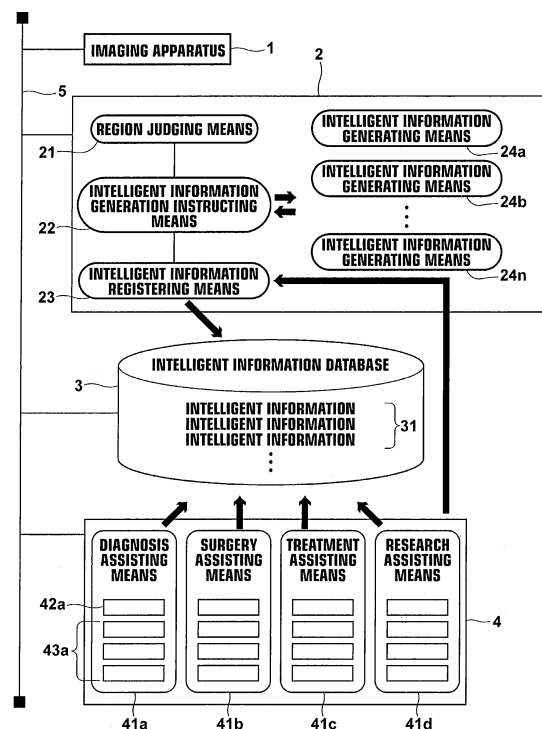 IMAGING APPARATUS
1
5
2
REGION JUDGING MEANS
21
INTELLIGENT INFORMATION
GENERATING MEANS
24a
INTELLIGENT INFORMATION
GENERATION INSTRUCTING
MEANS
22
INTELLIGENT INFORMATION
GENERATING MEANS
24b
INTELLIGENT INFORMATION
REGISTERING MEANS
23
INTELLIGENT INFORMATION
GENERATING MEANS
24n
3
INTELLIGENT INFORMATION DATABASE
INTELLIGENT INFORMATION
INTELLIGENT INFORMATION
INTELLIGENT INFORMATION
31
DIAGNOSIS
ASSISTING
MEANS
SURGERY
ASSISTING
MEANS
TREATMENT
ASSISTING
MEANS
RESEARCH
ASSISTING
MEANS
42a
43a
4
41a
41b
41c
41d